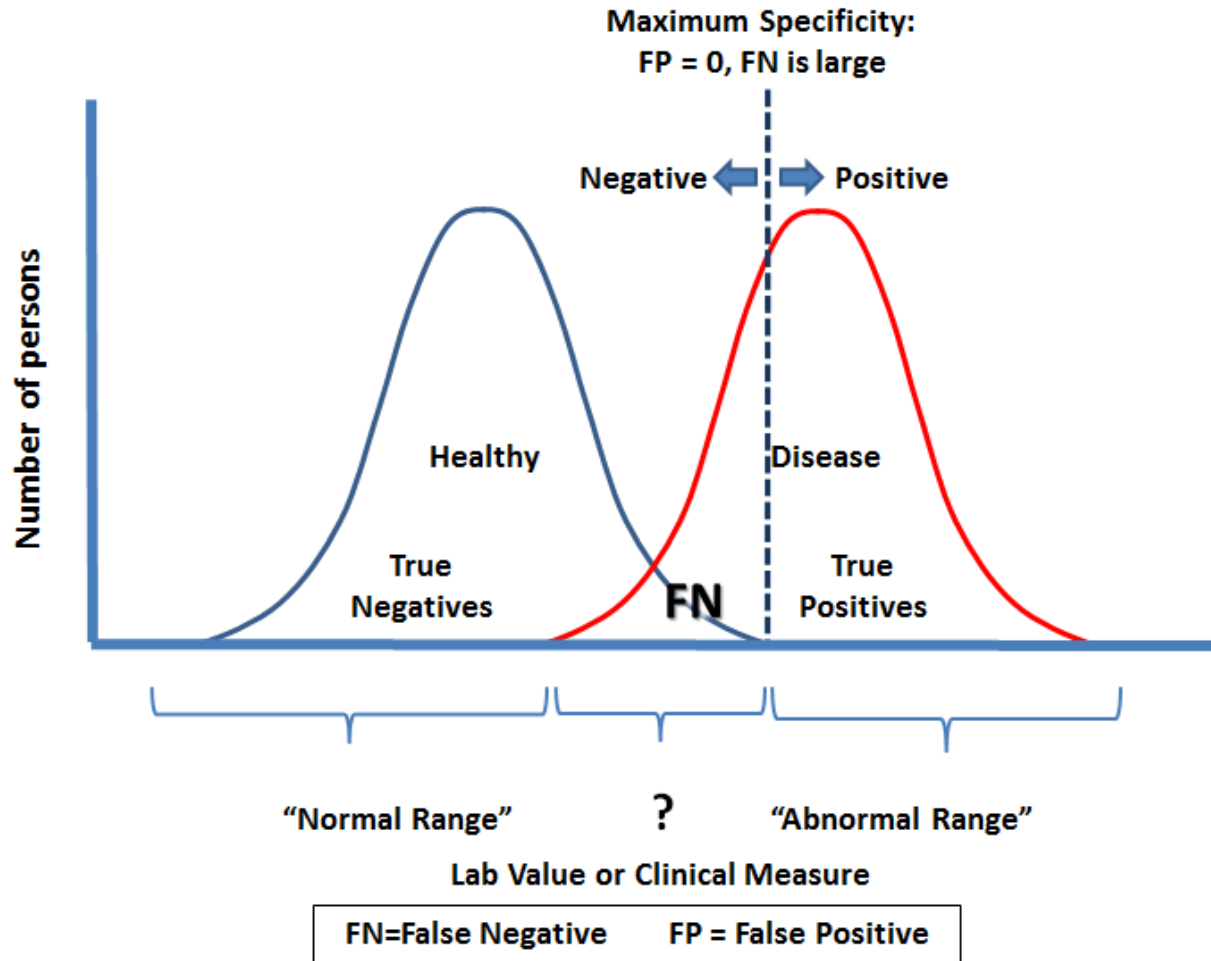 Maximum Specificity:
FP = 0, FN is large
Negative
Positive
Number of persons
Healthy
Disease
True
Negatives
FN
True
Positives
“Normal Range”
?
“Abnormal Range”
Lab Value or Clinical Measure
FN=False Negative FP = False Positive